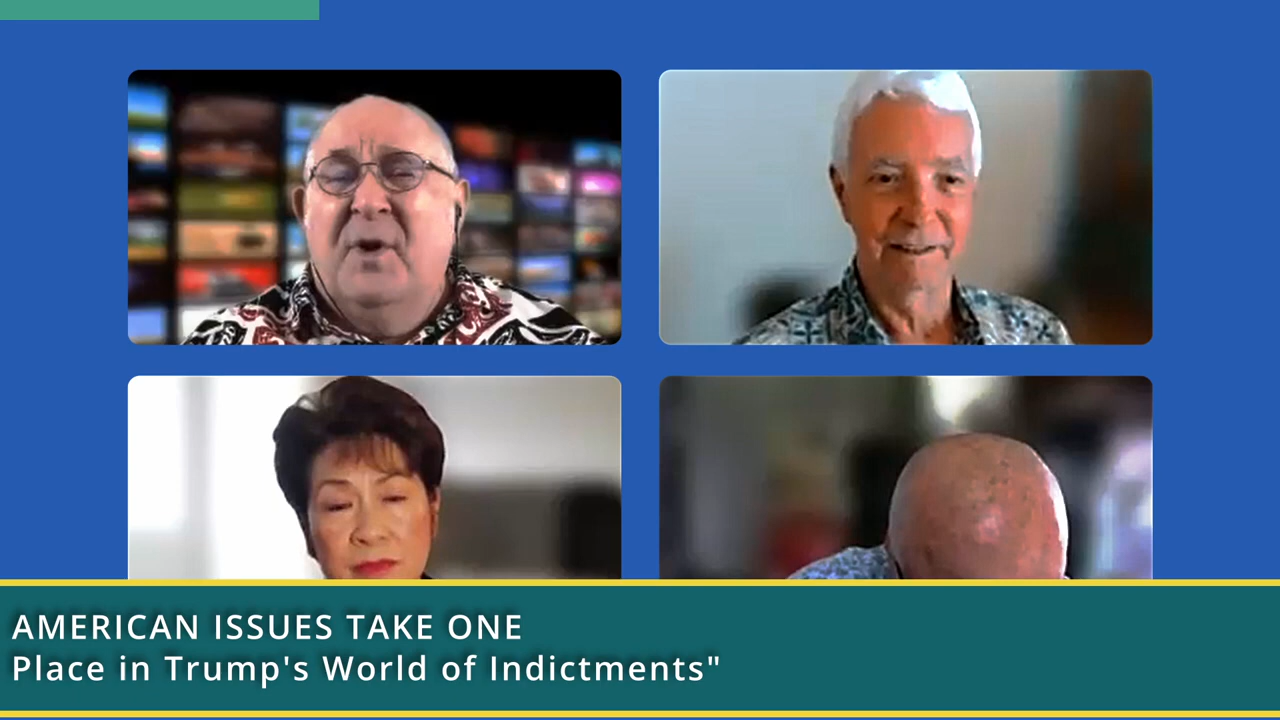 AMERICAN ISSUES TAKE ONE
Place in Trump's World of Indictments"